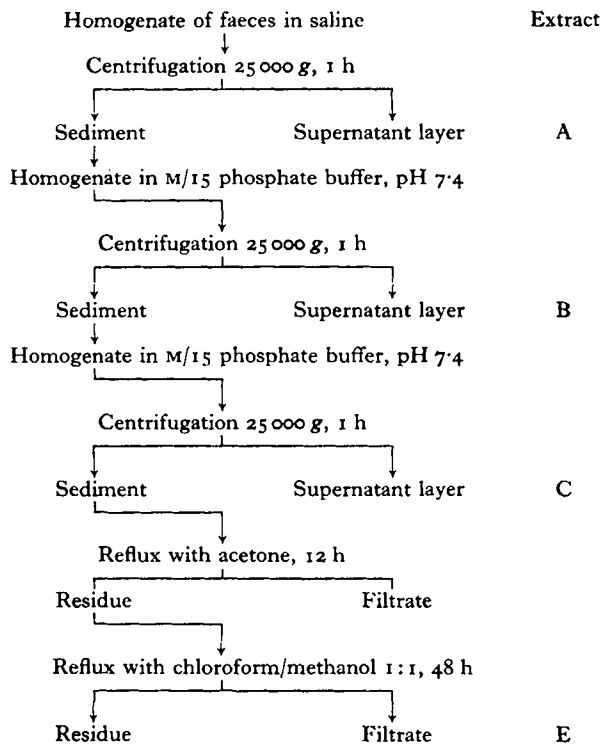 Homogenate of faeces in saline Extract
Centrifugation 25 000 g, 1 h
Sediment Supernatant layer A
Homogenate in M/15 phosphate buffer, pH 7·4
Centrifugation 25 000 g, 1 h
Sediment Supernatant layer B
Homogenate in M/15 phosphate buffer, pH 7·4
Centrifugation 25 000 g, 1 h
Sediment Supernatant layer C
Reflux with acetone, 12 h
Residue Filtrate
Reflux with chloroform/methanol 1:1, 48 h
Residue Filtrate E